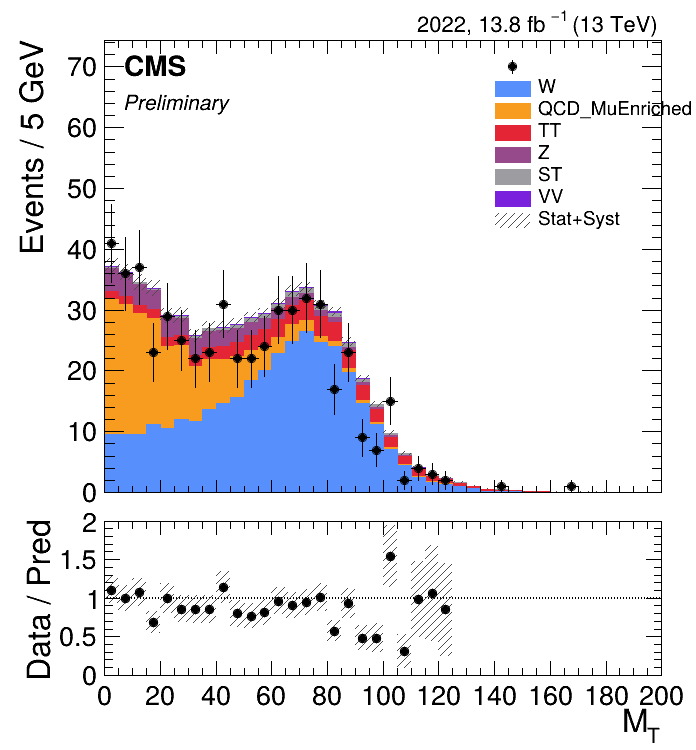 2022, 13.8 fb⁻¹ (13 TeV)
CMS
Preliminary
W
QCD_MuEnriched
TT
Z
ST
VV
Stat+Syst
Events / 5 GeV
70
60
50
40
30
20
10
0
Data / Pred
2
1.5
1
0.5
0
0 20 40 60 80 100 120 140 160 180 200
M_T